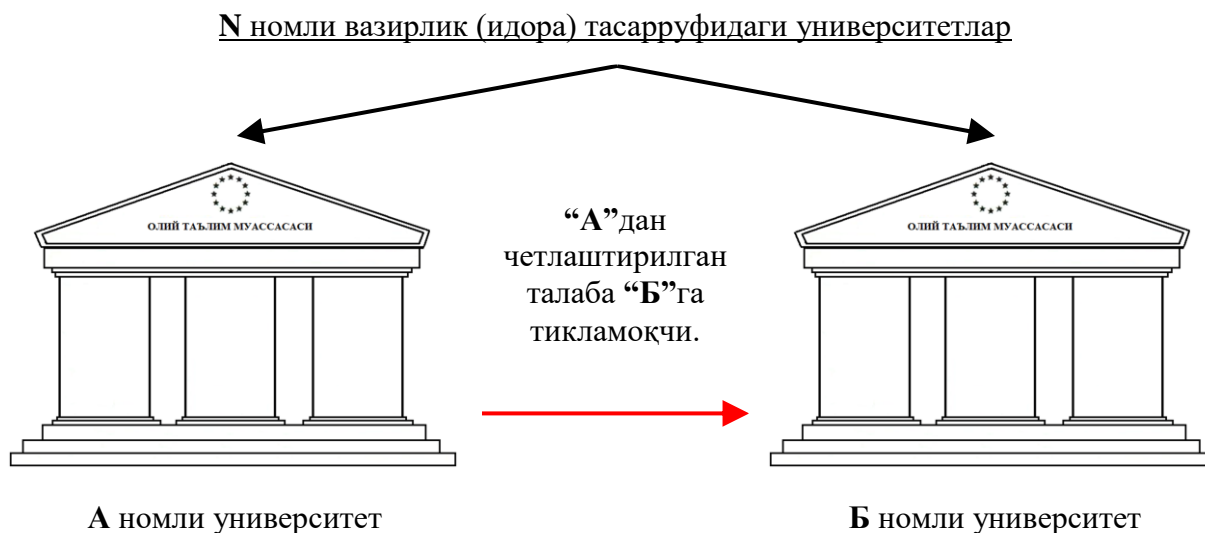 N номли вазирлик (идора) тасарруфидаги университетлар
ОЛИЙ ТАЪЛИМ МУАССАСАСИ
“А”дан
четлаштирилган
талаба “Б”га
тикламоқчи.
ОЛИЙ ТАЪЛИМ МУАССАСАСИ
А номли университет
Б номли университет